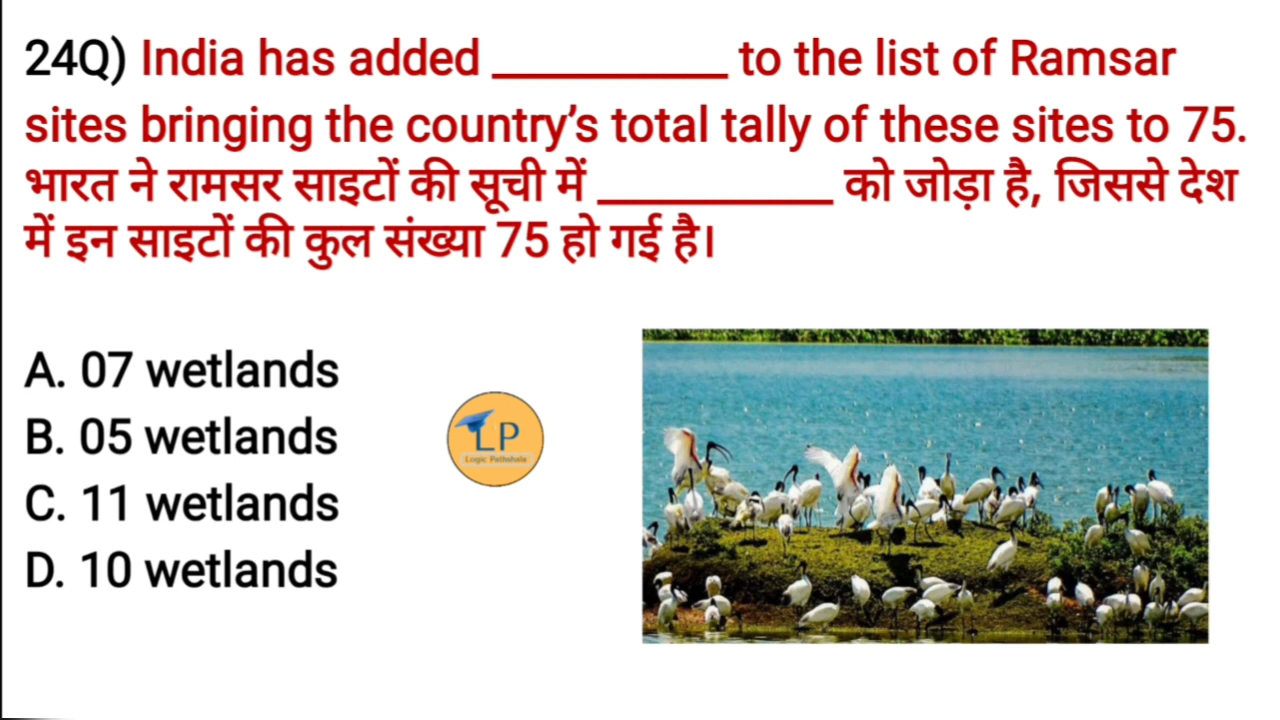 24Q) India has added __________ to the list of Ramsar
sites bringing the country’s total tally of these sites to 75.
भारत ने रामसर साइटों की सूची में __________ को जोड़ा है, जिससे देश
में इन साइटों की कुल संख्या 75 हो गई है।
A. 07 wetlands
B. 05 wetlands
C. 11 wetlands
D. 10 wetlands
LP
Logic Pathshala